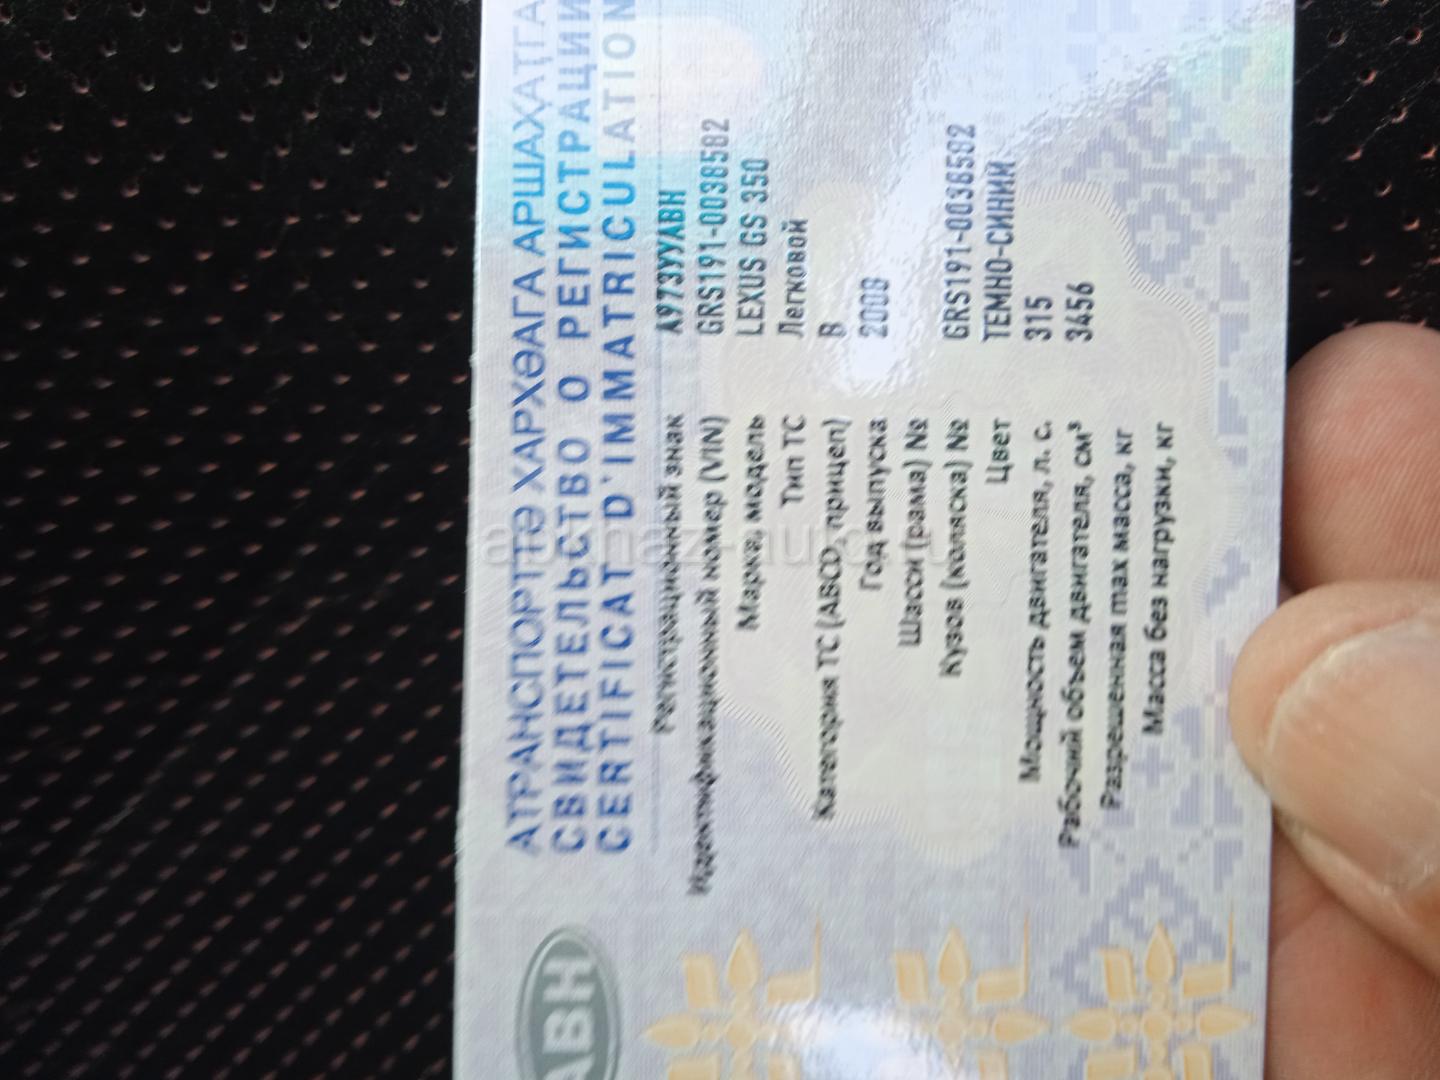 АТРАНСПОРТТӘ ХАРХӘАГА АРШАҲАҬГА
СВИДЕТЕЛЬСТВО О РЕГИСТРАЦИИ
CERTIFICAT D'IMMATRICULATION
АВН
Регистрационный знак А973УУАВН
Идентификационный номер (VIN) GRS191-0038582
Марка, модель LEXUS GS 350
Тип ТС Легковой
Категория ТС (ABCD, прицеп) B
Год выпуска 2008
Шасси (рама) №
Кузов (коляска) № GRS191-0038582
Цвет ТЕМНО-СИНИЙ
Мощность двигателя, л. с. 315
Рабочий объем двигателя, см³ 3456
Разрешенная max масса, кг
Масса без нагрузки, кг